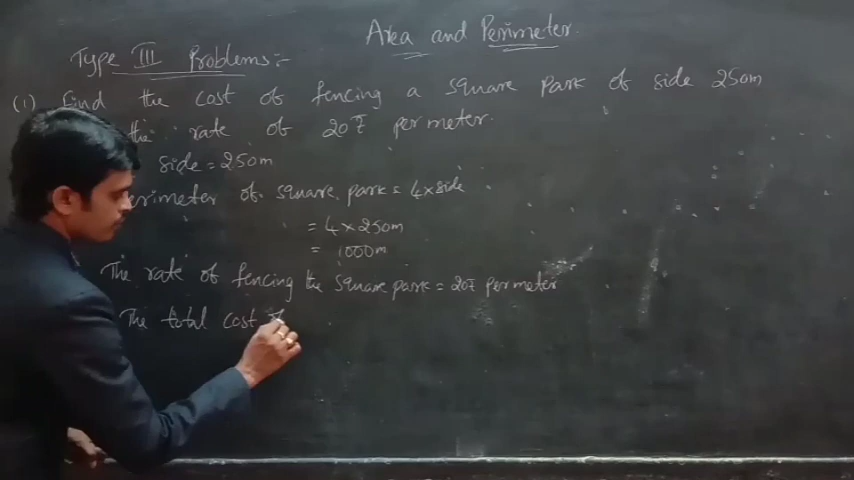 Area and Perimeter
Type III Problems:-
(1) Find the cost of fencing a square park of side 250m
the rate of 20₹ per meter.
side = 250m
perimeter of square park = 4×side
= 4 × 250m
= 1000m
The rate of fencing the square park = 20₹ per meter
The total cost